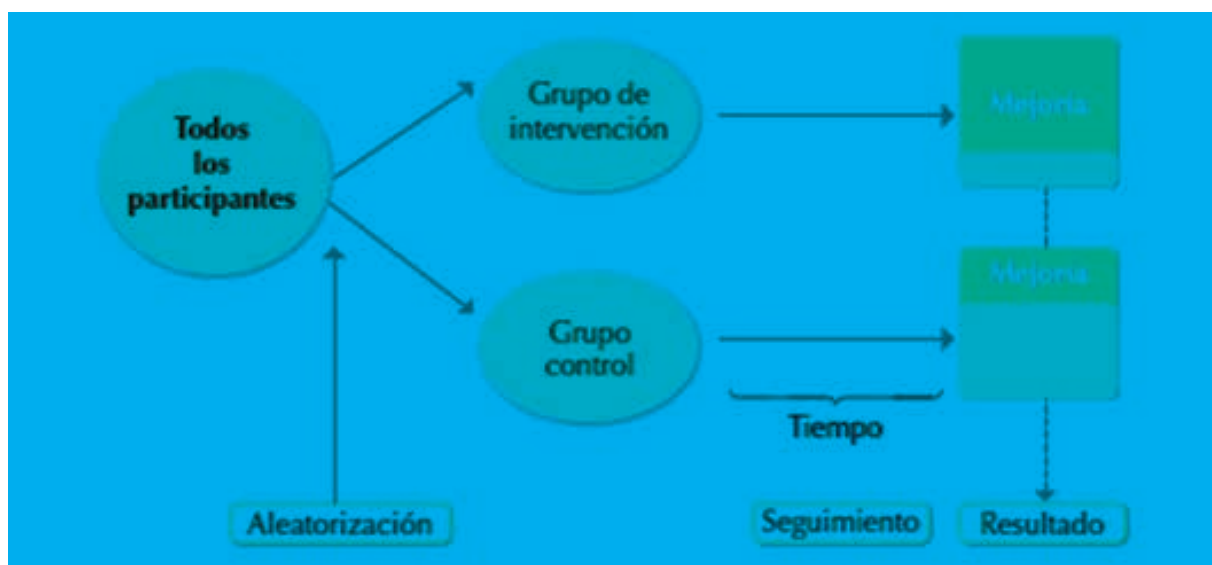 Todos
los
participantes
Grupo de
intervención
Mejoría
Grupo
control
Mejoría
Tiempo
Aleatorización
Seguimiento
Resultado